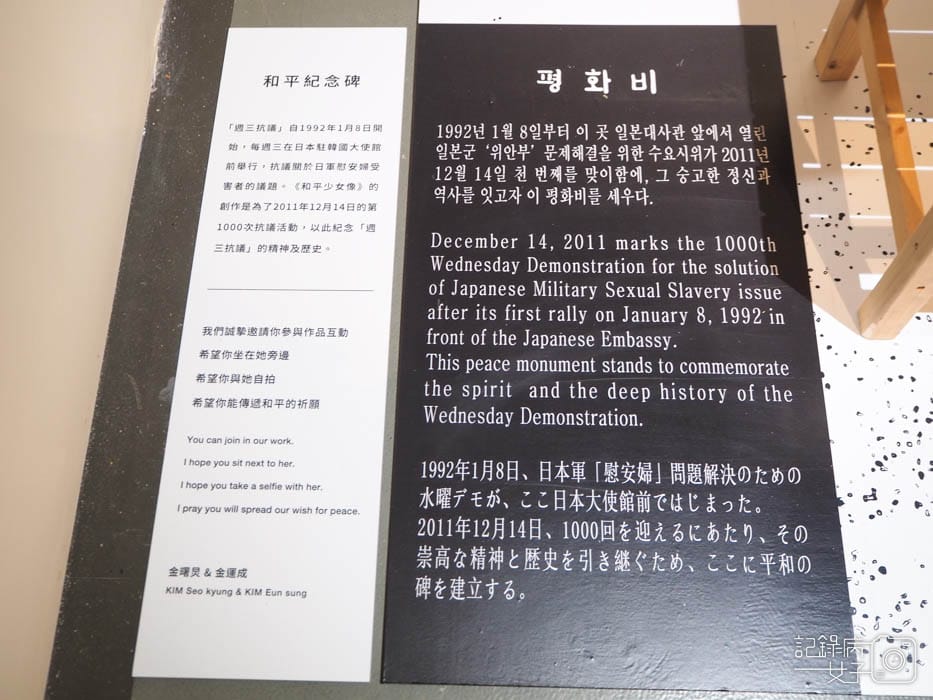 和平紀念碑
「週三抗議」自1992年1月8日開
始，每週三在日本駐韓國大使館
前舉行，抗議關於日軍慰安婦受
害者的議題。《和平少女像》的
創作是為了2011年12月14日的第
1000次抗議活動，以此紀念「週
三抗議」的精神及歷史。
我們誠摯邀請你參與作品互動
希望你坐在她旁邊
希望你與她自拍
希望你能傳遞和平的祈願
You can join in our work.
I hope you sit next to her.
I hope you take a selfie with her.
I pray you will spread our wish for peace.
金曙炅 & 金運成
KIM Seo kyung & KIM Eun sung
평화비
1992년 1월 8일부터 이 곳 일본대사관 앞에서 열린
일본군 ‘위안부’ 문제해결을 위한 수요시위가 2011년
12월 14일 천 번째를 맞이함에, 그 숭고한 정신과
역사를 잇고자 이 평화비를 세우다.
December 14, 2011 marks the 1000th
Wednesday Demonstration for the solution
of Japanese Military Sexual Slavery issue
after its first rally on January 8, 1992 in
front of the Japanese Embassy.
This peace monument stands to commemorate
the spirit and the deep history of the
Wednesday Demonstration.
1992年1月8日、日本軍「慰安婦」問題解決のための
水曜デモが、ここ日本大使館前ではじまった。
2011年12月14日、1000回を迎えるにあたり、その
崇高な精神と歴史を引き継ぐため、ここに平和の
碑を建立する。
記錄病
女子